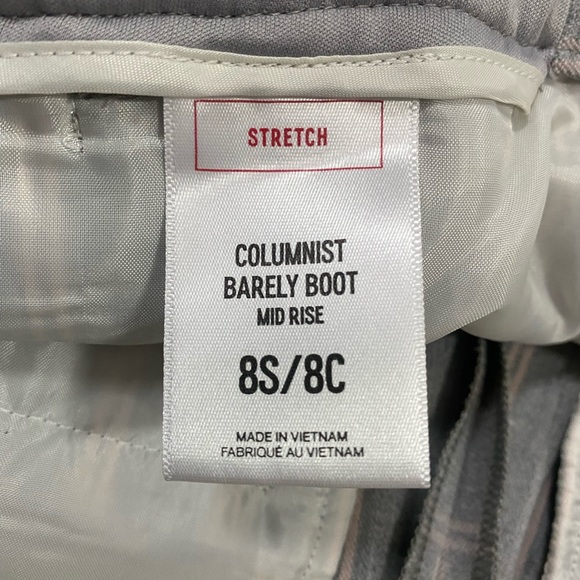 STRETCH
COLUMNIST
BARELY BOOT
MID RISE
8S/8C
MADE IN VIETNAM
FABRIQUÉ AU VIETNAM